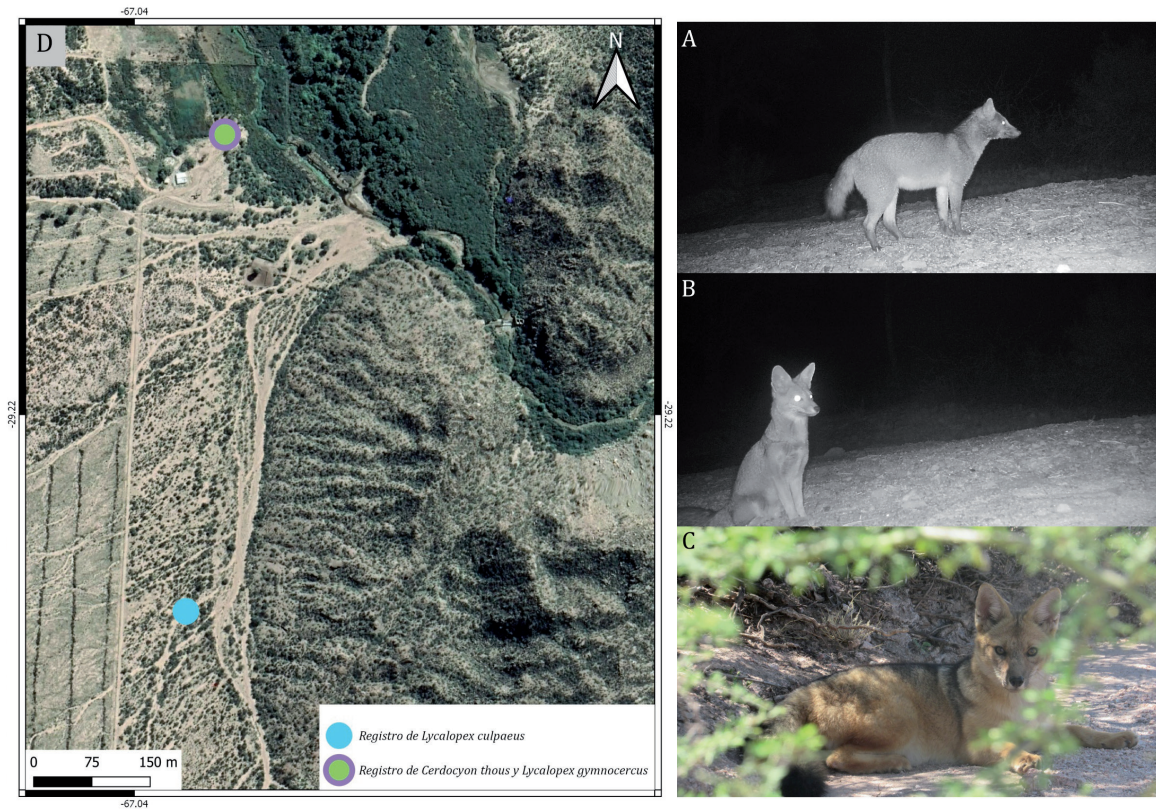 -67.04
D
N
-29.22
-29.22
Registro de Lycalopex culpaeus
Registro de Cerdocyon thous y Lycalopex gymnocercus
0 75 150 m
-67.04
A
B
C